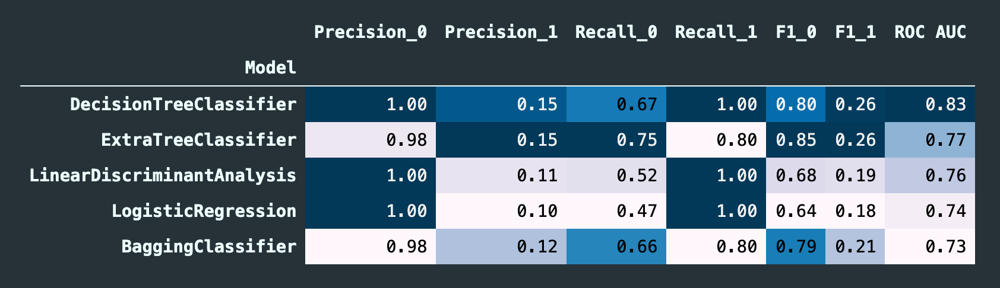 Precision_0 Precision_1 Recall_0 Recall_1 F1_0 F1_1 ROC AUC
Model
DecisionTreeClassifier 1.00 0.15 0.67 1.00 0.80 0.26 0.83
ExtraTreeClassifier 0.98 0.15 0.75 0.80 0.85 0.26 0.77
LinearDiscriminantAnalysis 1.00 0.11 0.52 1.00 0.68 0.19 0.76
LogisticRegression 1.00 0.10 0.47 1.00 0.64 0.18 0.74
BaggingClassifier 0.98 0.12 0.66 0.80 0.79 0.21 0.73